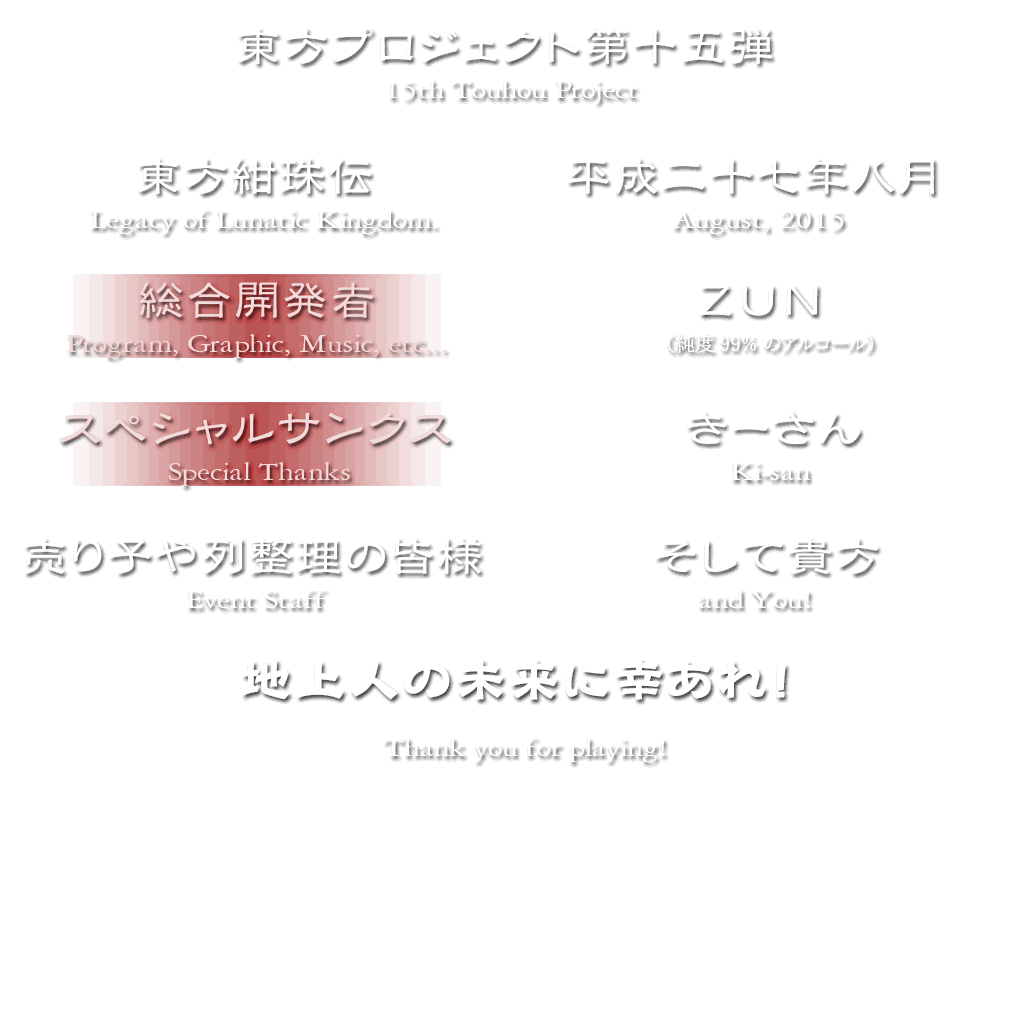 東方プロジェクト第十五弾
15th Touhou Project
東方紺珠伝
Legacy of Lunatic Kingdom.
平成二十七年八月
August, 2015
総合開発者
Program, Graphic, Music, etc...
ZUN
(純度 99% のアルコール)
スペシャルサンクス
Special Thanks
きーさん
Ki-san
売り子や列整理の皆様
Event Staff
そして貴方
and You!
地上人の未来に幸あれ!
Thank you for playing!